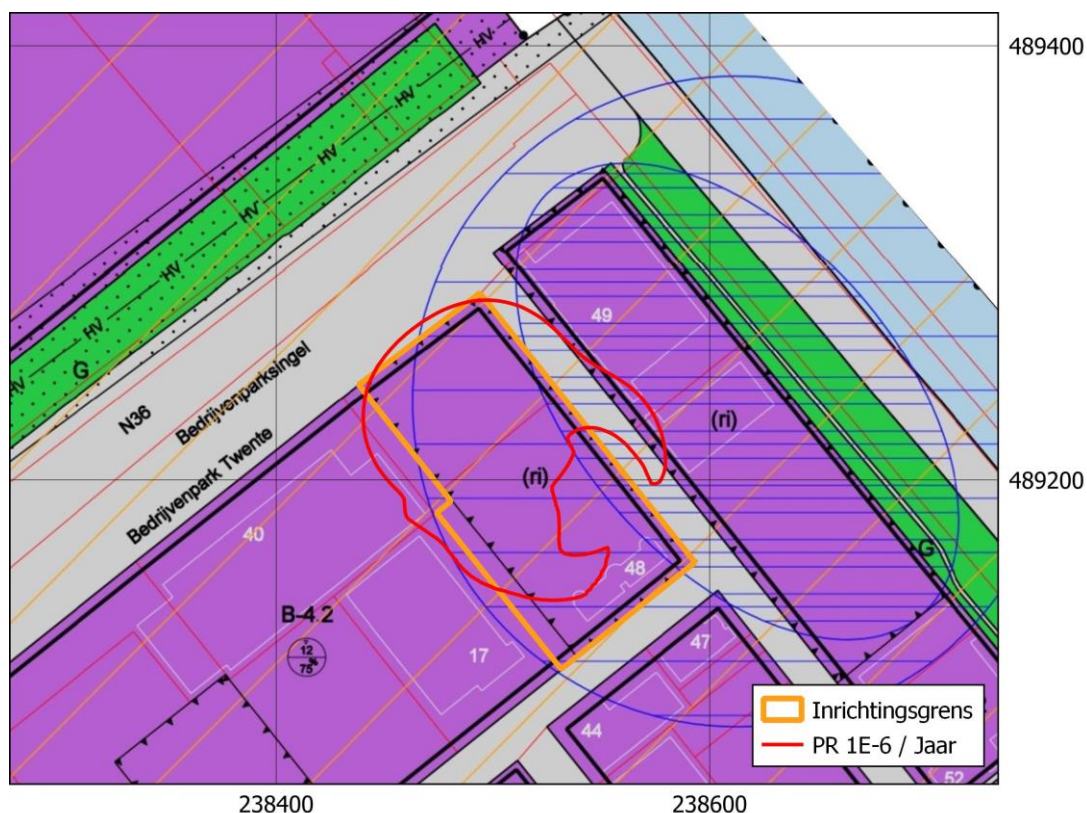 HV
489400
HV
HV
HV
HV
HV
HV
G
N36
Bedrijvenparksingel
Bedrijvenpark Twente
49
(ri)
(ri)
489200
40
48
G
B-4.2
12
75%
17
47
44
52
Inrichtingsgrens
PR 1E-6 / Jaar
238400
238600